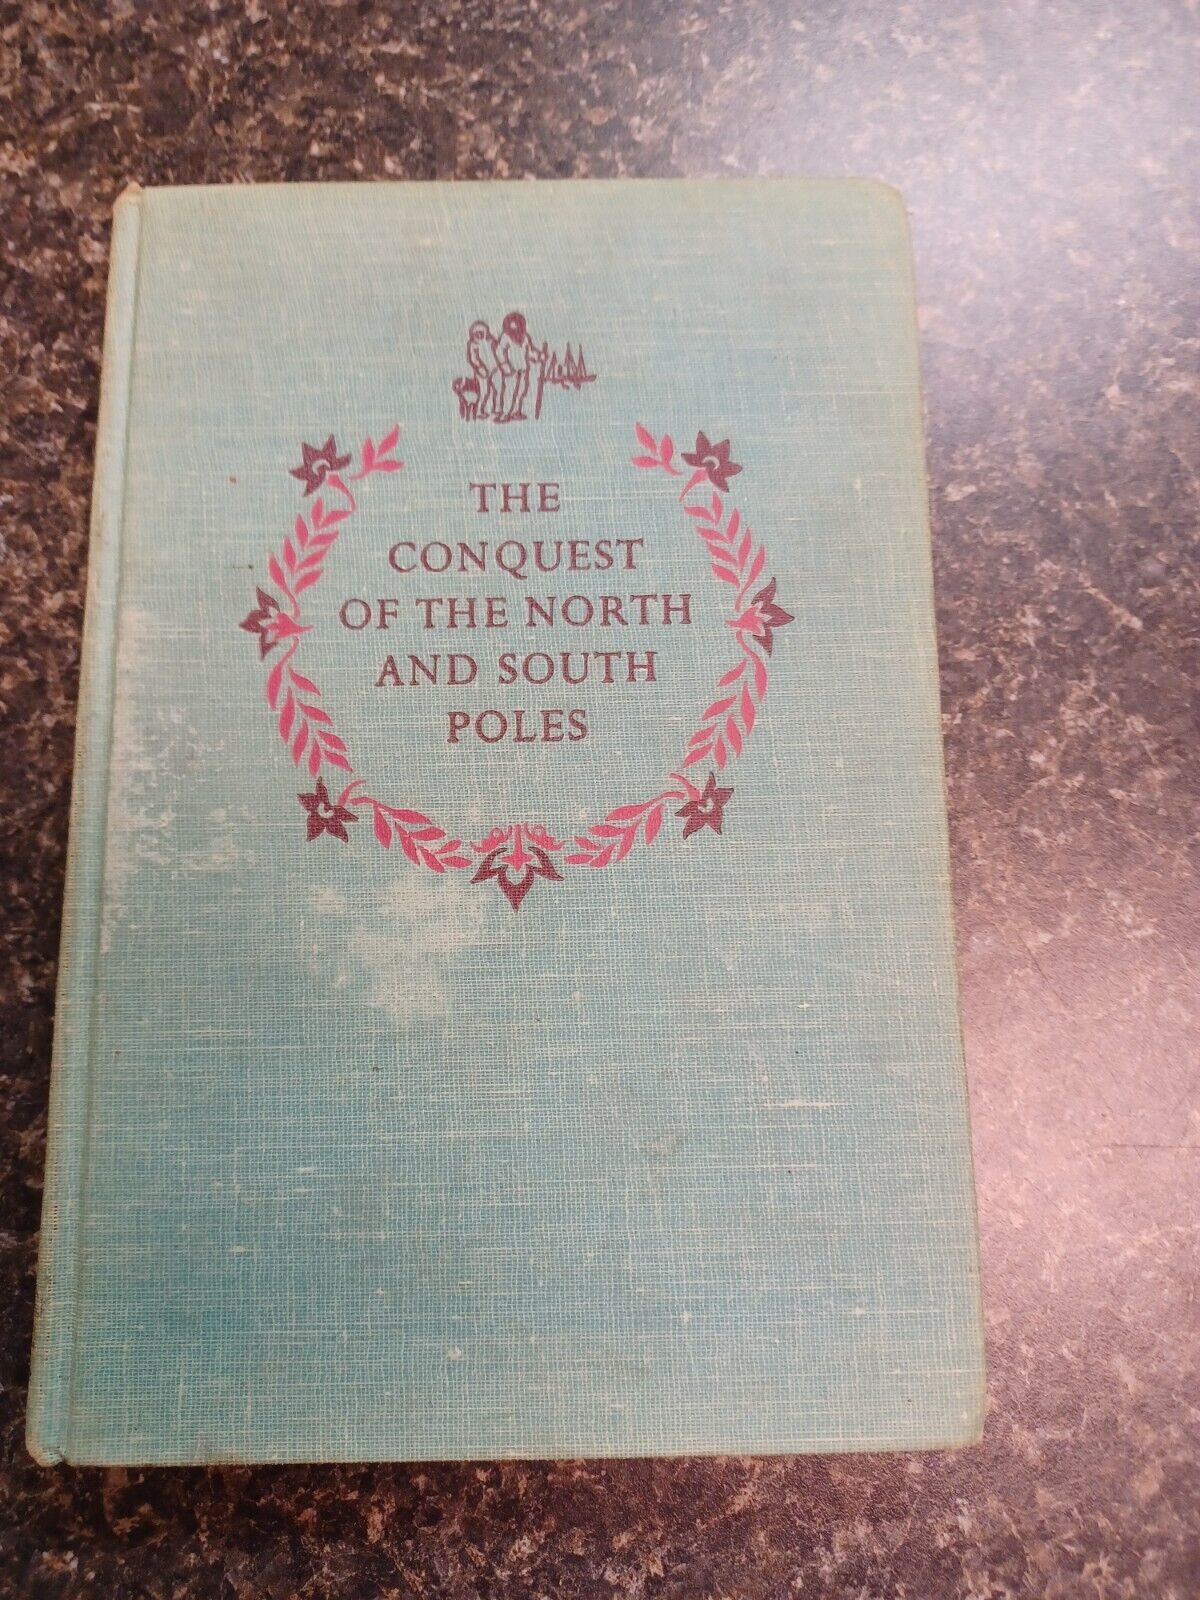 THE
CONQUEST
OF THE NORTH
AND SOUTH
POLES